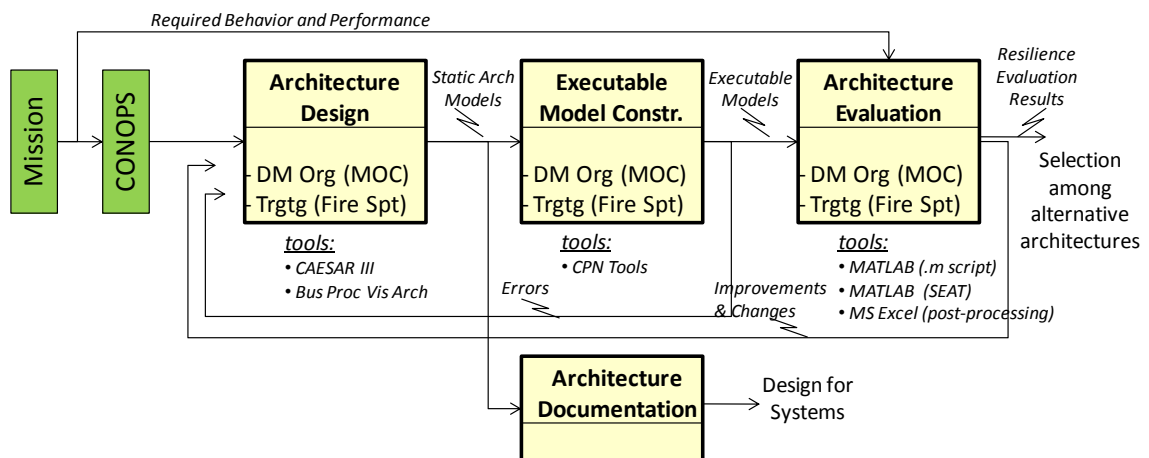 Required Behavior and Performance
Mission
CONOPS
Architecture
Design
- DM Org (MOC)
- Trgtg (Fire Spt)
tools:
• CAESAR III
• Bus Proc Vis Arch
Static Arch
Models
Executable
Model Constr.
- DM Org (MOC)
- Trgtg (Fire Spt)
tools:
• CPN Tools
Executable
Models
Architecture
Evaluation
- DM Org (MOC)
- Trgtg (Fire Spt)
tools:
• MATLAB (.m script)
• MATLAB (SEAT)
• MS Excel (post-processing)
Resilience
Evaluation
Results
Selection
among
alternative
architectures
Errors
Improvements
& Changes
Architecture
Documentation
Design for
Systems